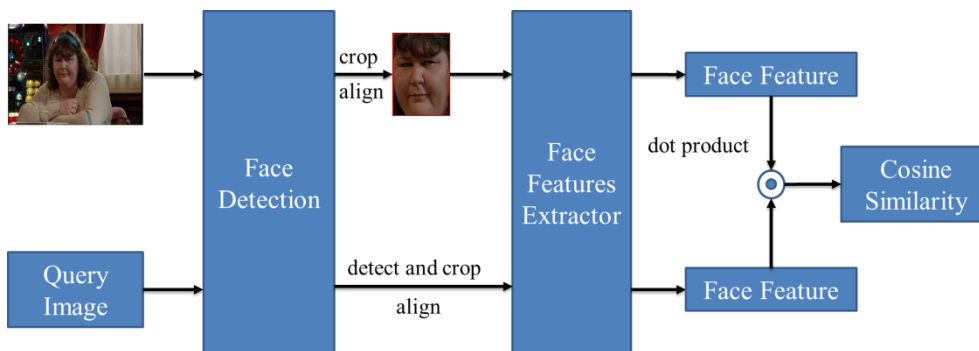 crop
align
Face
Detection
Query
Image
detect and crop
align
Face
Features
Extractor
Face Feature
dot product
Face Feature
Cosine
Similarity